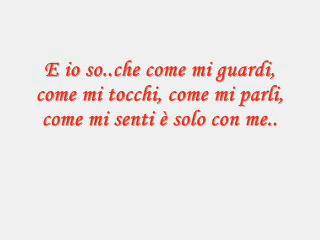 E io so..che come mi guardi,
come mi tocchi, come mi parli,
come mi senti è solo con me..